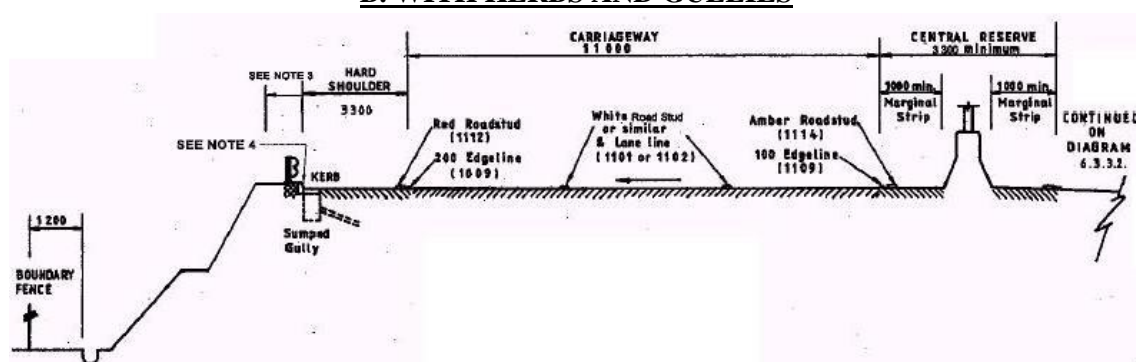 B. WITH KERBS AND GULLIES
CARRIAGEWAY
11000
CENTRAL RESERVE
3300 minimum
SEE NOTE 3
HARD
SHOULDER
3300
1000 min.
Marginal
Strip
1000 min.
Marginal
Strip
CONTINUED
ON
DIAGRAM
6.3.3.2.
Red Roadstud
(1112)
200 Edgeline
(1009)
White Road Stud
or similar
& Lane line
(1101 or 1102)
Amber Roadstud
(1114)
100 Edgeline
(1109)
SEE NOTE 4
KERB
Sumped
Gully
1200
BOUNDARY
FENCE